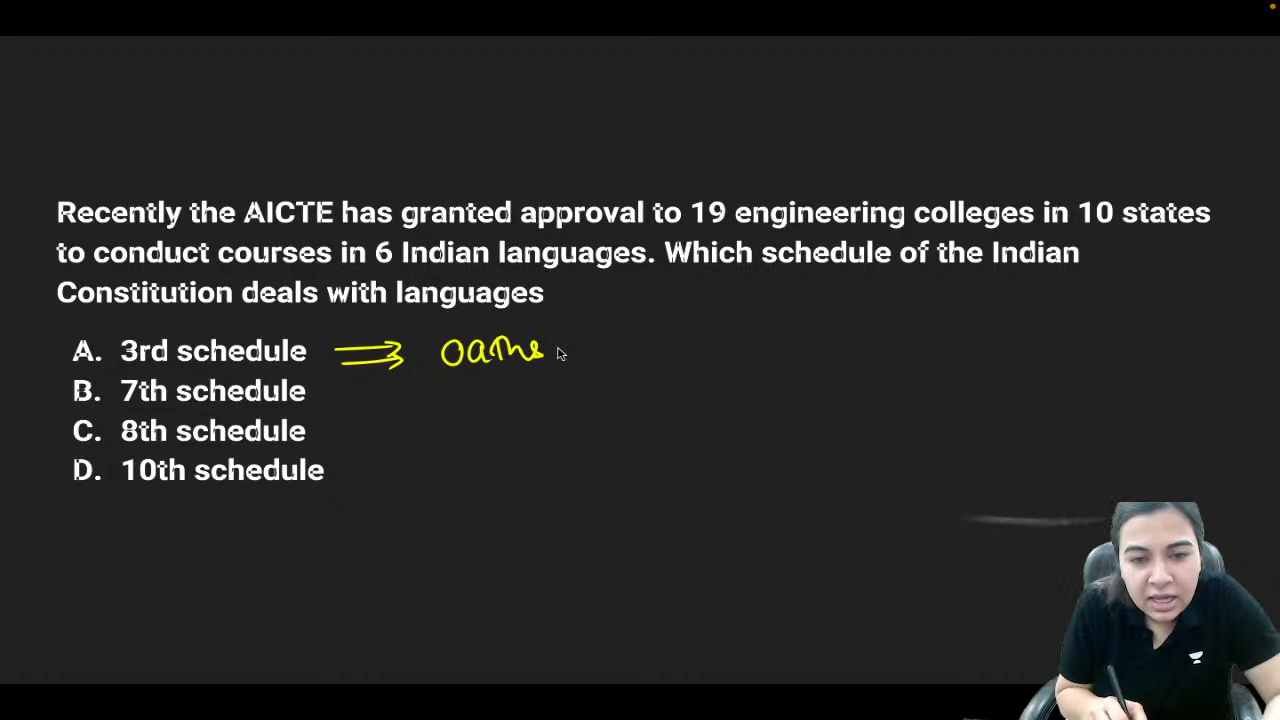 Recently the AICTE has granted approval to 19 engineering colleges in 10 states
to conduct courses in 6 Indian languages. Which schedule of the Indian
Constitution deals with languages
A. 3rd schedule ⇒ oaths
B. 7th schedule
C. 8th schedule
D. 10th schedule